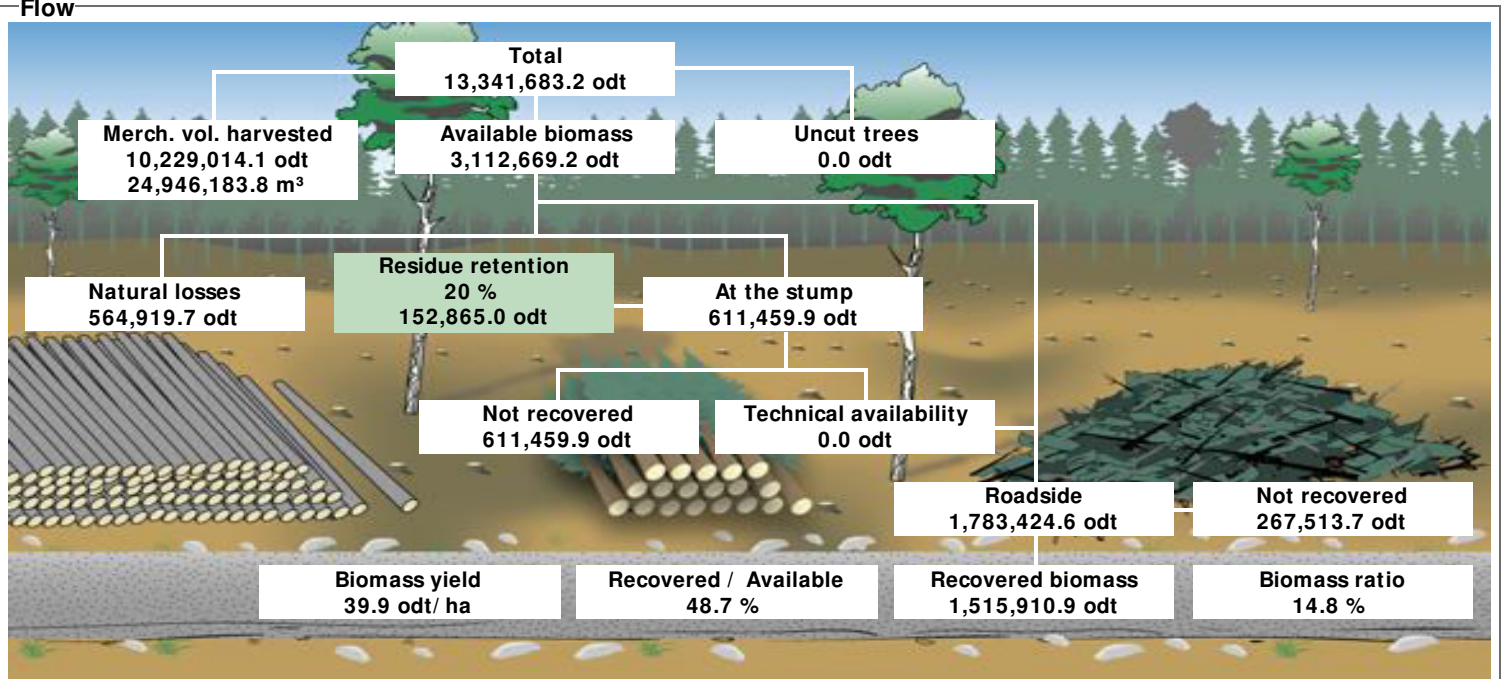 Flow
Total
13,341,683.2 odt
Merch. vol. harvested
10,229,014.1 odt
24,946,183.8 m³
Available biomass
3,112,669.2 odt
Uncut trees
0.0 odt
Residue retention
20 %
152,865.0 odt
Natural losses
564,919.7 odt
At the stump
611,459.9 odt
Not recovered
611,459.9 odt
Technical availability
0.0 odt
Roadside
1,783,424.6 odt
Not recovered
267,513.7 odt
Biomass yield
39.9 odt/ ha
Recovered / Available
48.7 %
Recovered biomass
1,515,910.9 odt
Biomass ratio
14.8 %